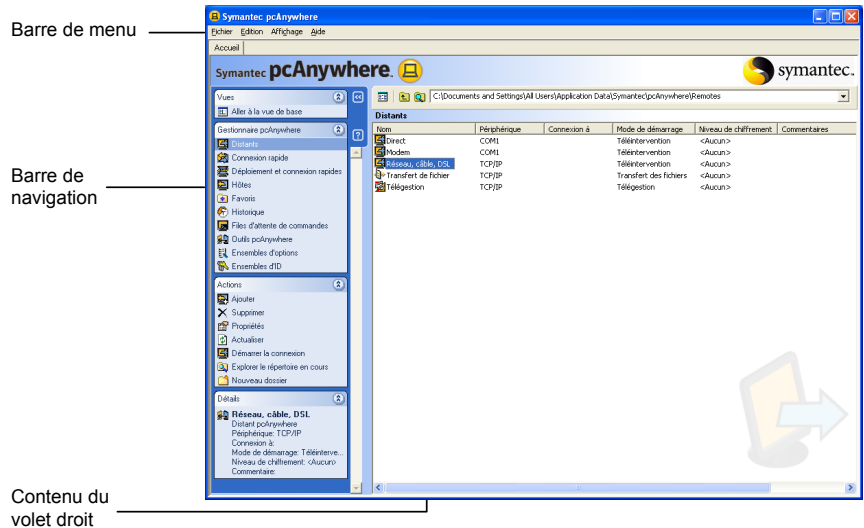 Barre de menu
Barre de
navigation
Contenu du
volet droit
Symantec pcAnywhere
Fichier Edition Affichage Aide
Accueil
Symantec pcAnywhere.
symantec.
Vues
Aller à la vue de base
Gestionnaire pcAnywhere
Distants
Connexion rapide
Déploiement et connexion rapides
Hôtes
Favoris
Historique
Files d'attente de commandes
Outils pcAnywhere
Ensembles d'options
Ensembles d'ID
Actions
Ajouter
Supprimer
Propriétés
Actualiser
Démarrer la connexion
Explorer le répertoire en cours
Nouveau dossier
Détails
Réseau, câble, DSL
Distant pcAnywhere
Périphérique: TCP/IP
Connexion à:
Mode de démarrage: Téléinterve...
Niveau de chiffrement: <Aucun>
Commentaire:
C:\Documents and Settings\All Users\Application Data\Symantec\pcAnywhere\Remotes
Distants
Nom Périphérique Connexion à Mode de démarrage Niveau de chiffrement Commentaires
Direct COM1 Téléintervention <Aucun>
Modem COM1 Téléintervention <Aucun>
Réseau, câble, DSL TCP/IP Téléintervention <Aucun>
Transfert de fichier TCP/IP Transfert des fichiers <Aucun>
Télégestion TCP/IP Télégestion <Aucun>